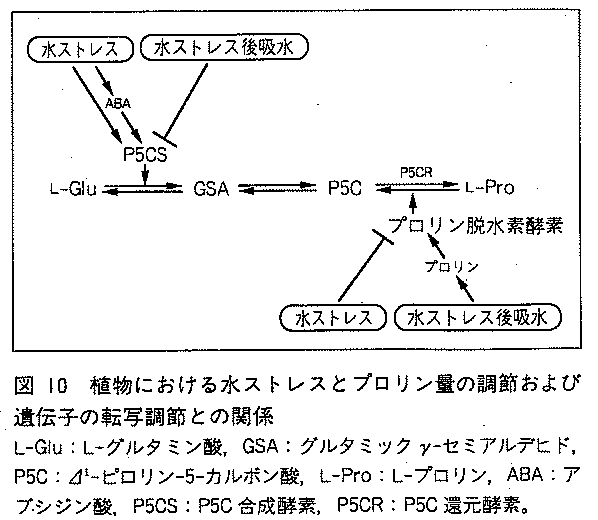 水ストレス 水ストレス後吸水
ABA
P5CS
P5CR
L-Glu GSA P5C L-Pro
プロリン脱水素酵素
プロリン
水ストレス 水ストレス後吸水
図 10 植物における水ストレスとプロリン量の調節および
遺伝子の転写調節との関係
L-Glu：L-グルタミン酸，GSA：グルタミックγ-セミアルデヒド，
P5C：Δ¹-ピロリン-5-カルボン酸，L-Pro：L-プロリン，ABA：ア
ブシジン酸，P5CS：P5C合成酵素，P5CR：P5C還元酵素。